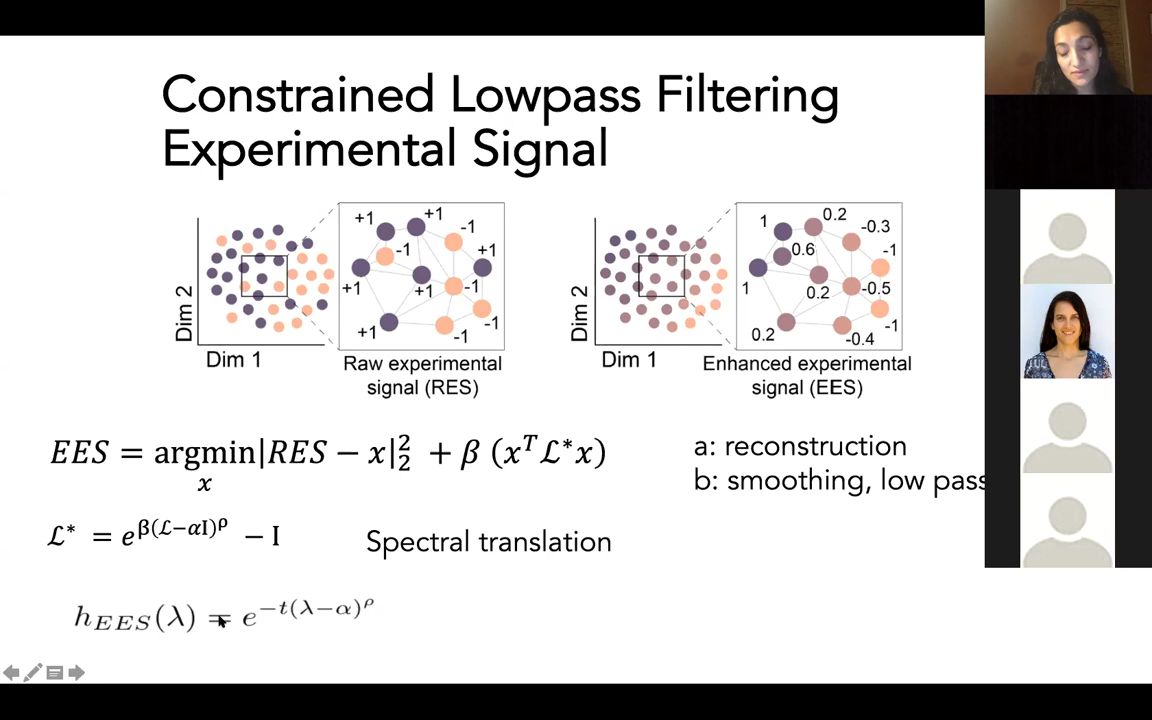 Constrained Lowpass Filtering
Experimental Signal
+1
+1
-1
-1
+1
+1
+1
-1
-1
+1
-1
Dim 2
Dim 1
Raw experimental
signal (RES)
1
0.2
-0.3
0.6
-1
1
0.2
-0.5
-1
0.2
-0.4
Dim 2
Dim 1
Enhanced experimental
signal (EES)
EES = argmin|RES − x|₂² + β (xᵀℒ*x)
x
a: reconstruction
b: smoothing, low pass
ℒ* = e^{β(ℒ−αI)^ρ} − I
Spectral translation
h_{EES}(λ) = e^{−t(λ−α)^ρ}